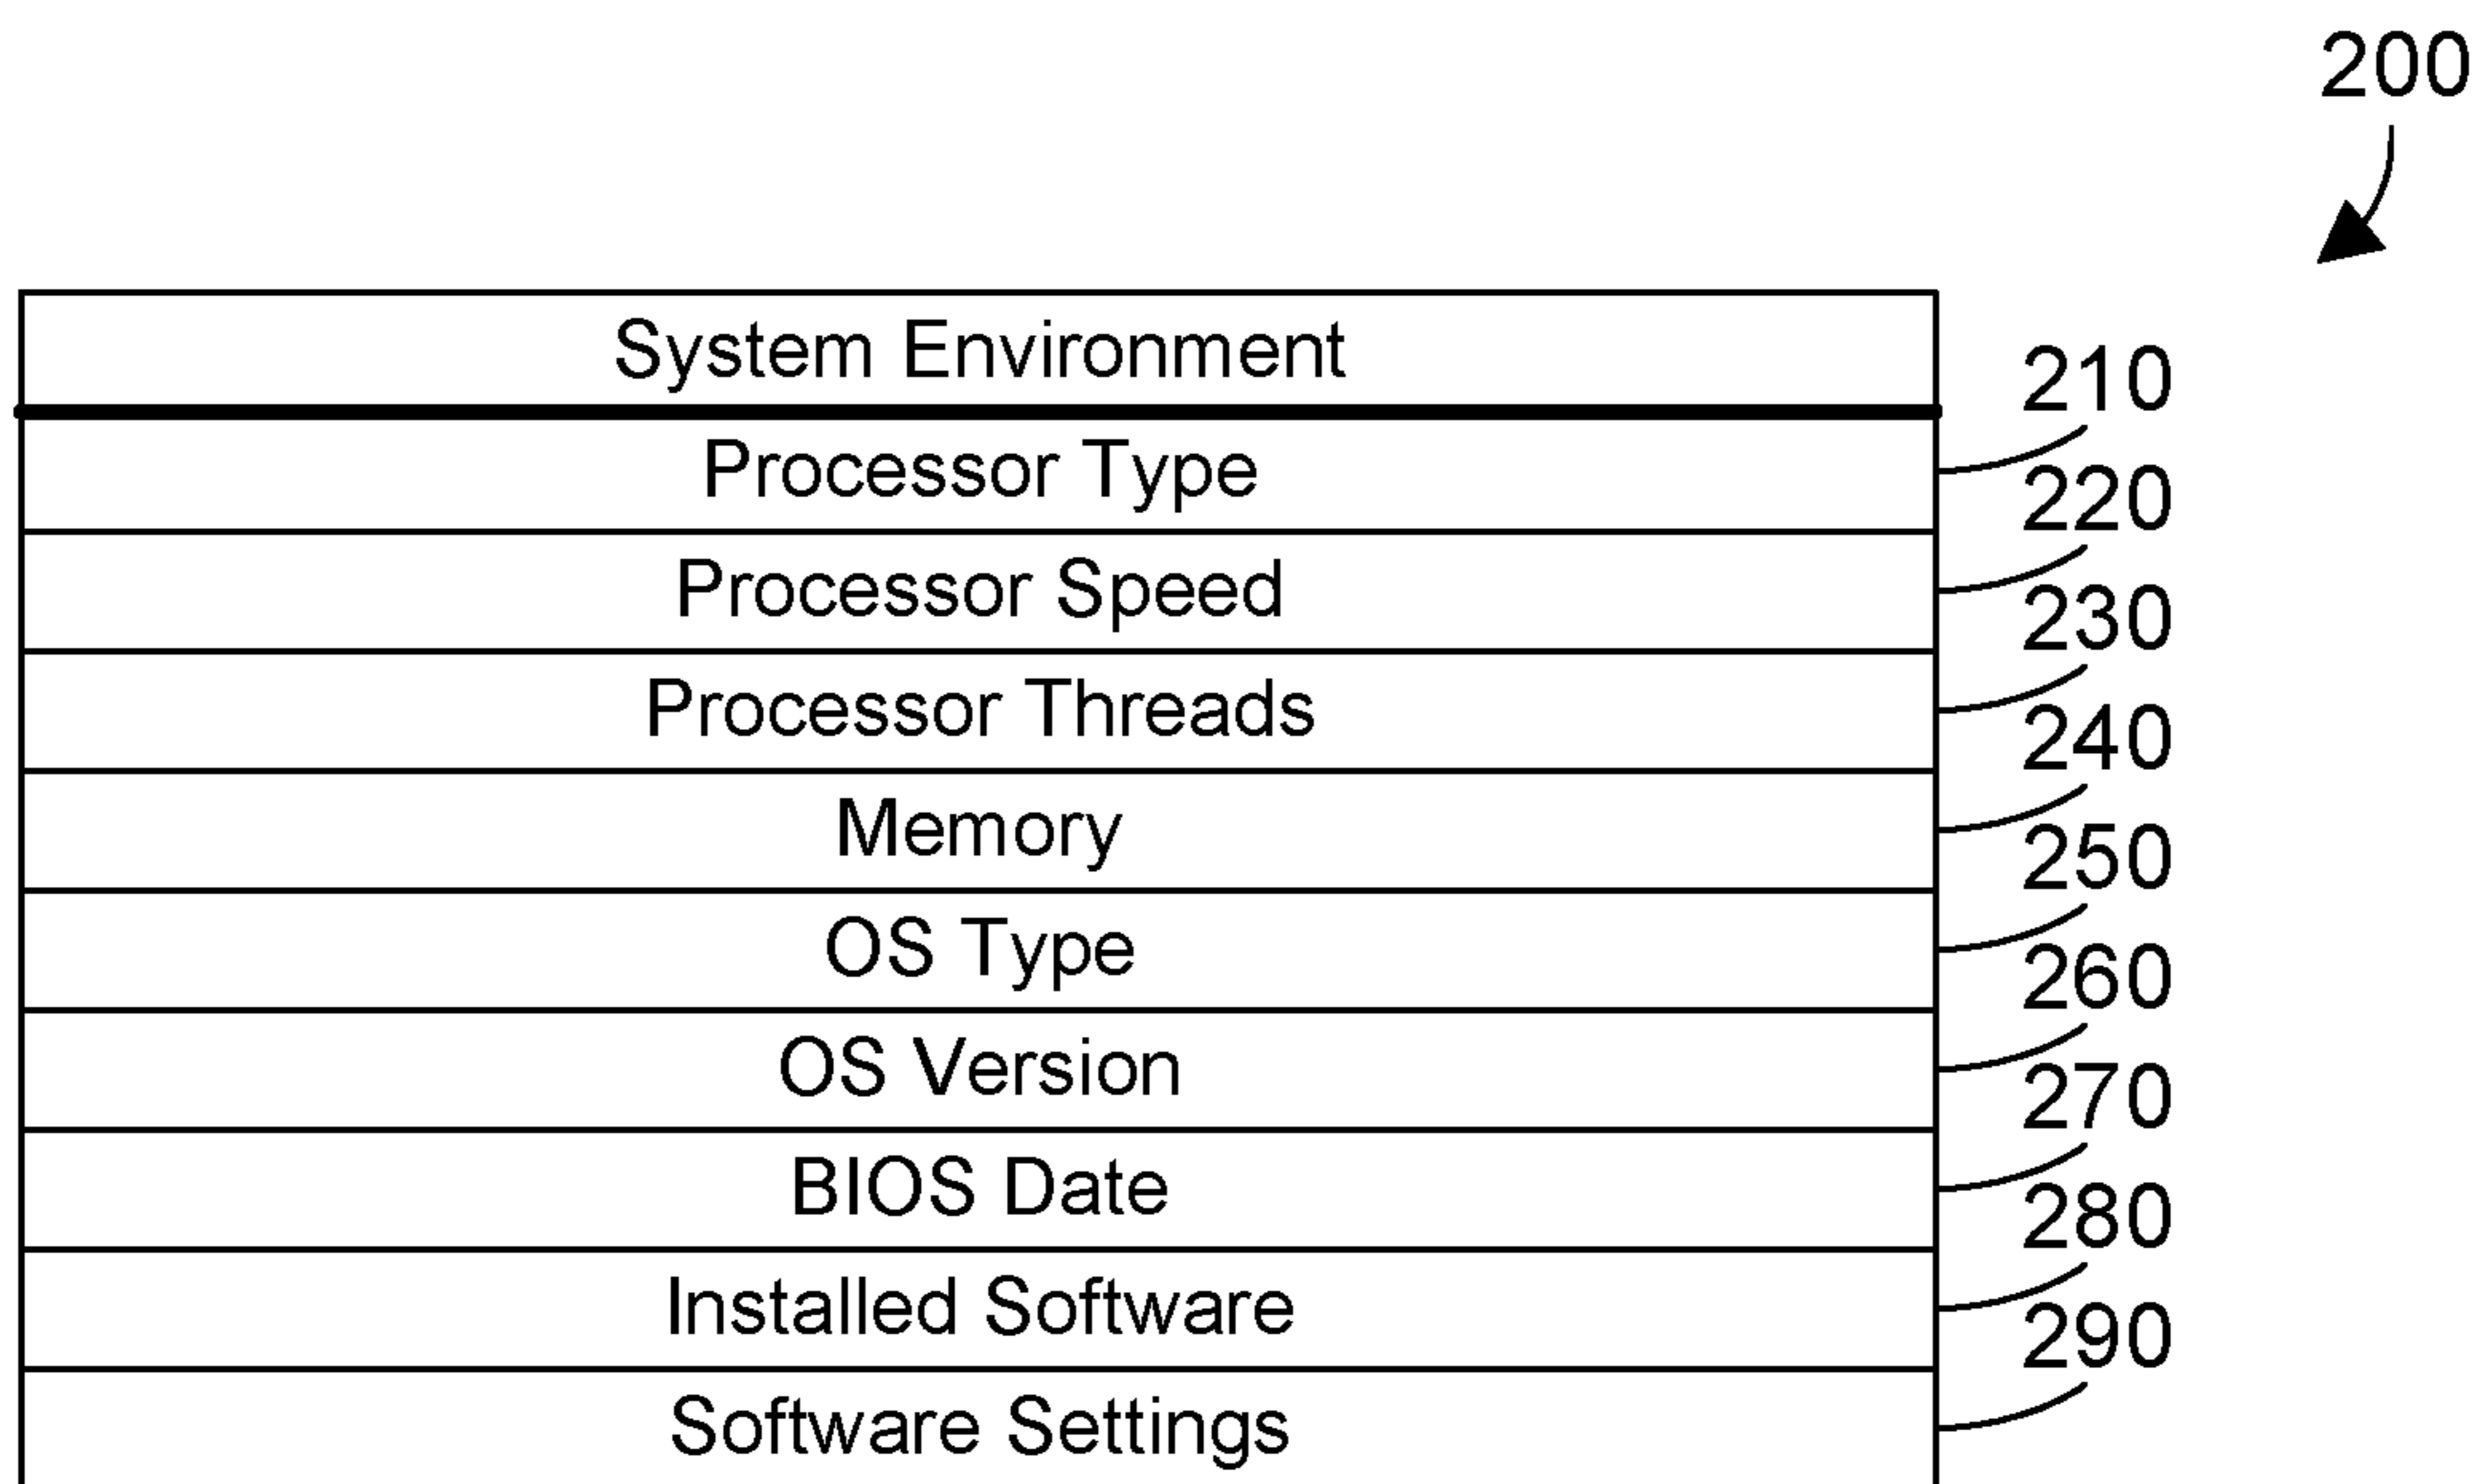 200
System Environment
210
Processor Type
220
Processor Speed
230
Processor Threads
240
Memory
250
OS Type
260
OS Version
270
BIOS Date
280
Installed Software
290
Software Settings